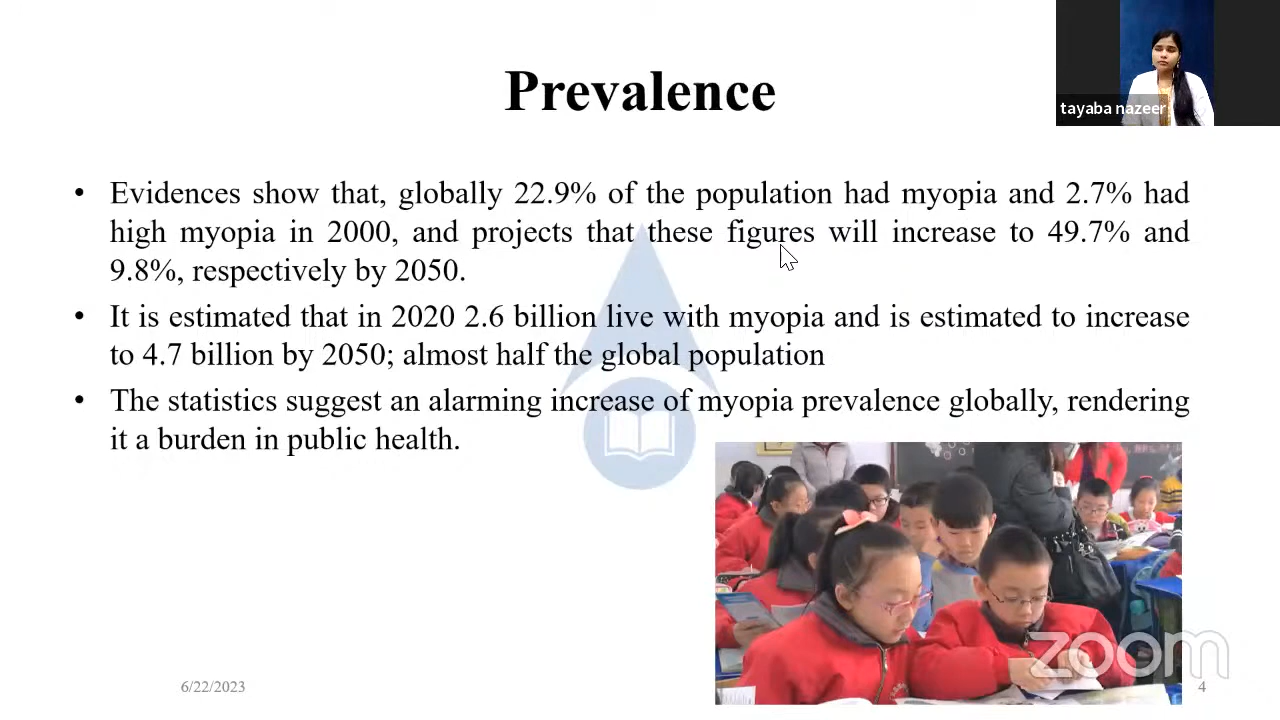 Prevalence
tayaba nazeer
• Evidences show that, globally 22.9% of the population had myopia and 2.7% had
high myopia in 2000, and projects that these figures will increase to 49.7% and
9.8%, respectively by 2050.
• It is estimated that in 2020 2.6 billion live with myopia and is estimated to increase
to 4.7 billion by 2050; almost half the global population
• The statistics suggest an alarming increase of myopia prevalence globally, rendering
it a burden in public health.
zoom
6/22/2023
4